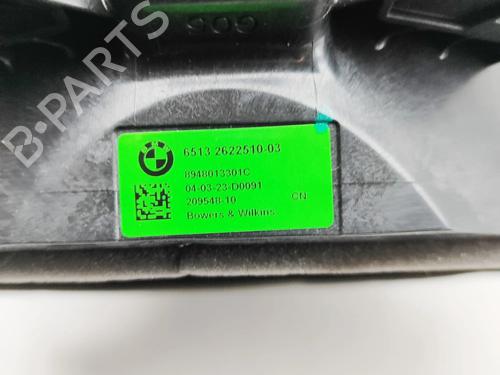 6513 2622510-03
8948013301C
04-03-23-D0091
209548-10
CN
Bowers & Wilkins
B-PARTS